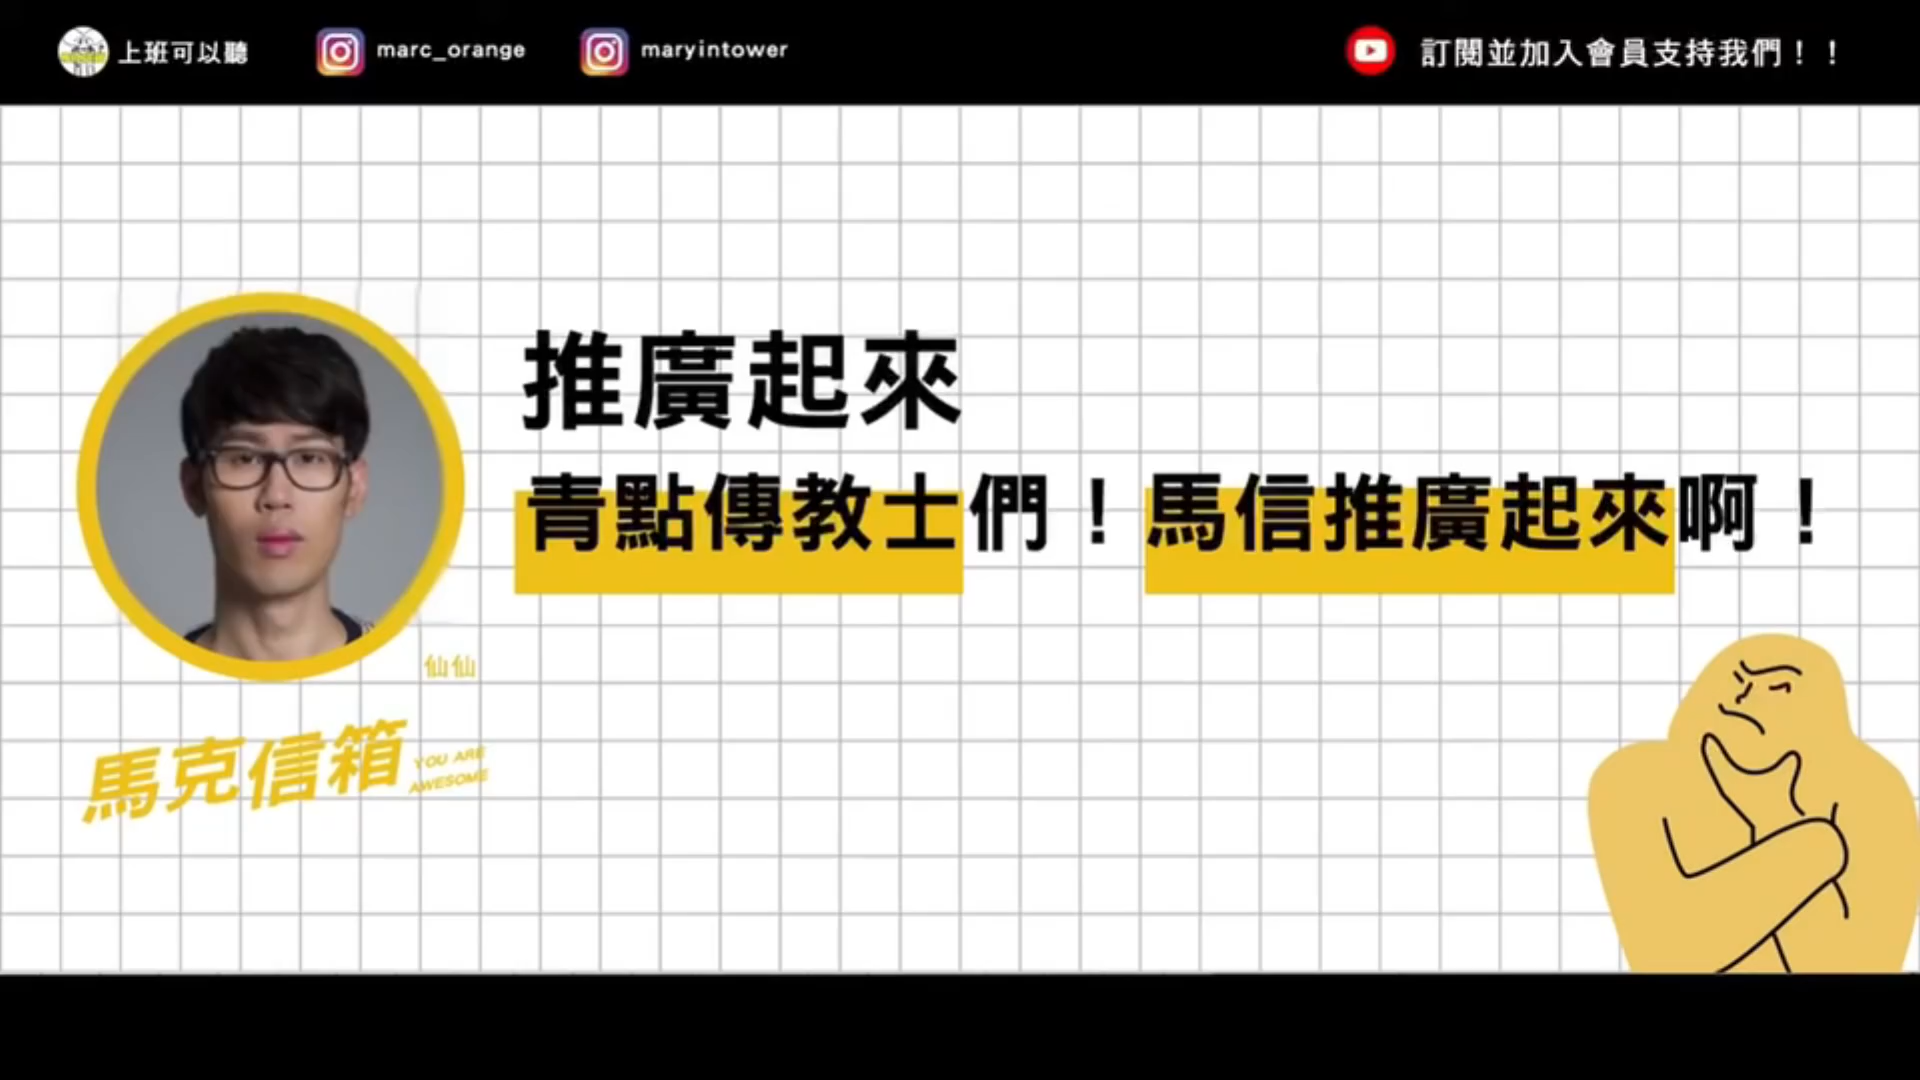 上班可以聽
marc_orange
maryintower
訂閱並加入會員支持我們！！
推廣起來
青點傳教士們！馬信推廣起來啊！
仙仙
馬克信箱
YOU ARE
AWESOME